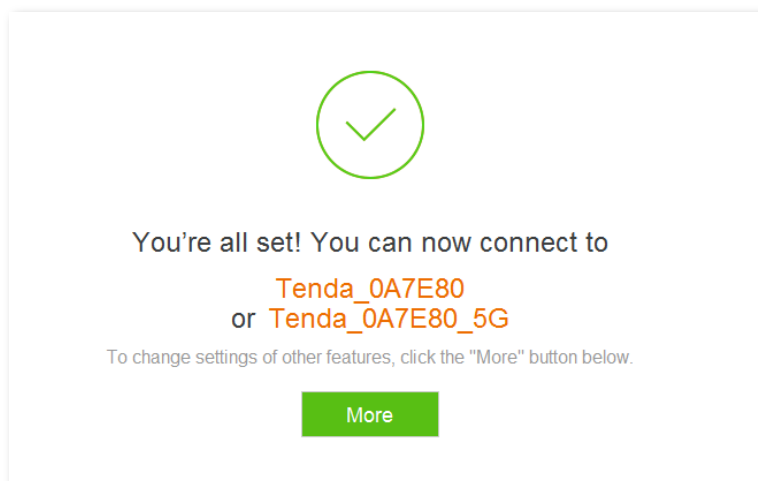 You’re all set! You can now connect to
Tenda_0A7E80
or Tenda_0A7E80_5G
To change settings of other features, click the "More" button below.
More